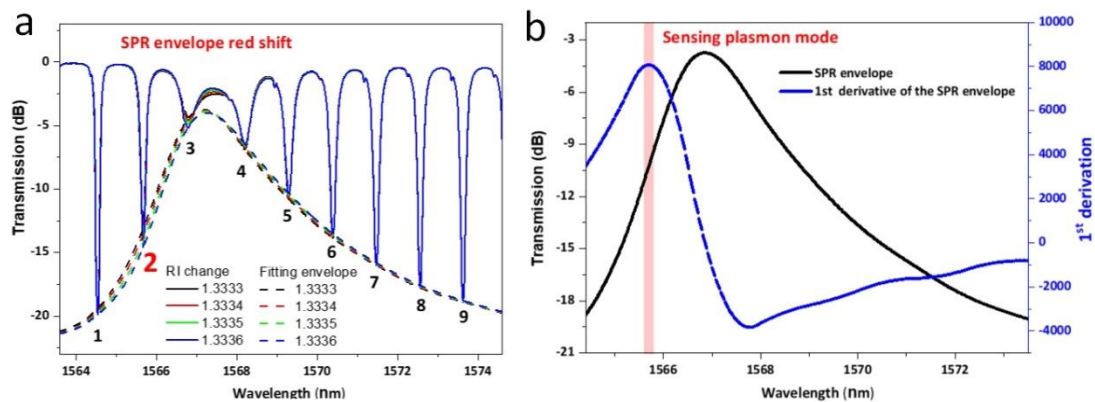 a
SPR envelope red shift
0
-5
-10
-15
-20
Transmission (dB)
1
2
3
4
5
6
7
8
9
RI change
1.3333
1.3334
1.3335
1.3336
Fitting envelope
1.3333
1.3334
1.3335
1.3336
1564 1566 1568 1570 1572 1574
Wavelength (nm)
b
Sensing plasmon mode
SPR envelope
1st derivative of the SPR envelope
-3
-6
-9
-12
-15
-18
-21
Transmission (dB)
10000
8000
6000
4000
2000
0
-2000
-4000
1st derivation
1566 1568 1570 1572
Wavelength (nm)